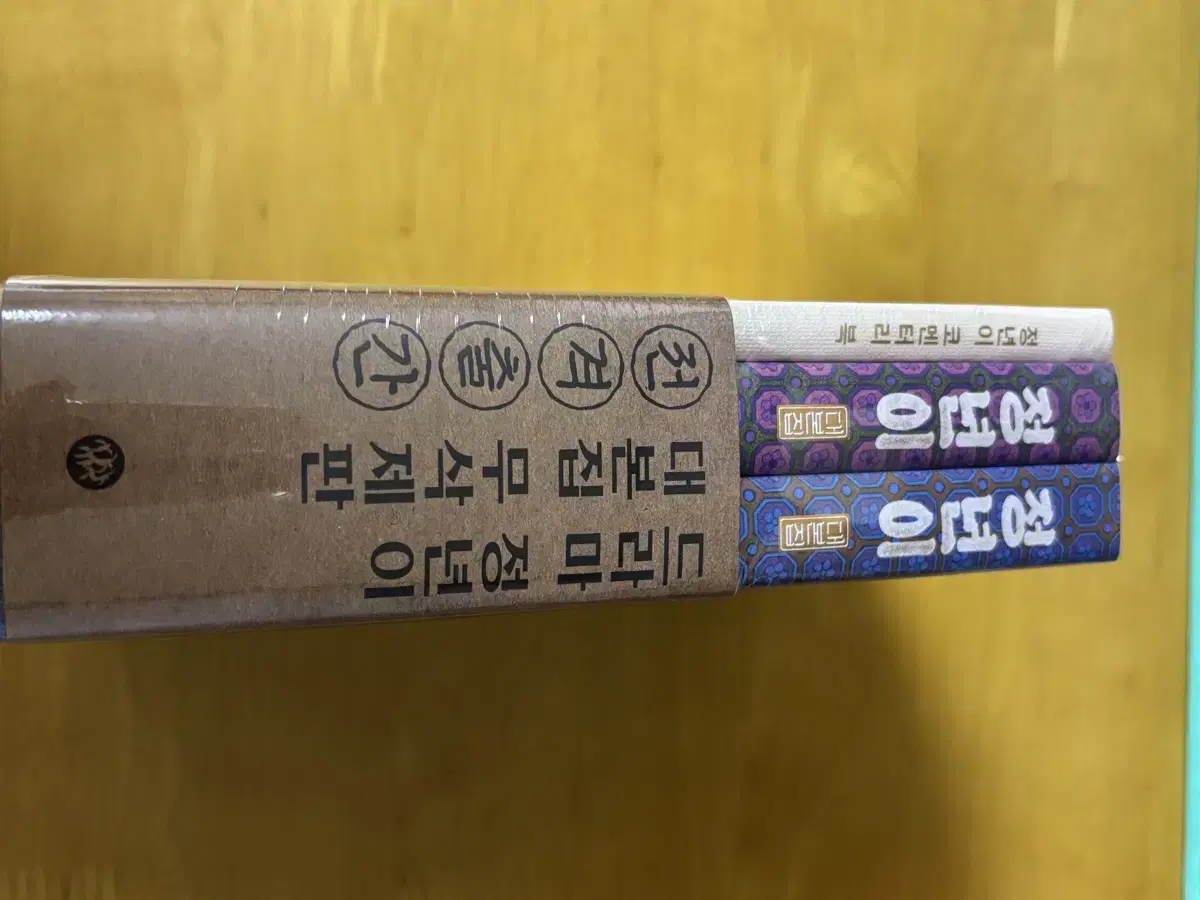 드라마 정년이
대본집 무삭제판
전격출간
정년이 코멘터리 북
정년이 대본집
정년이 대본집